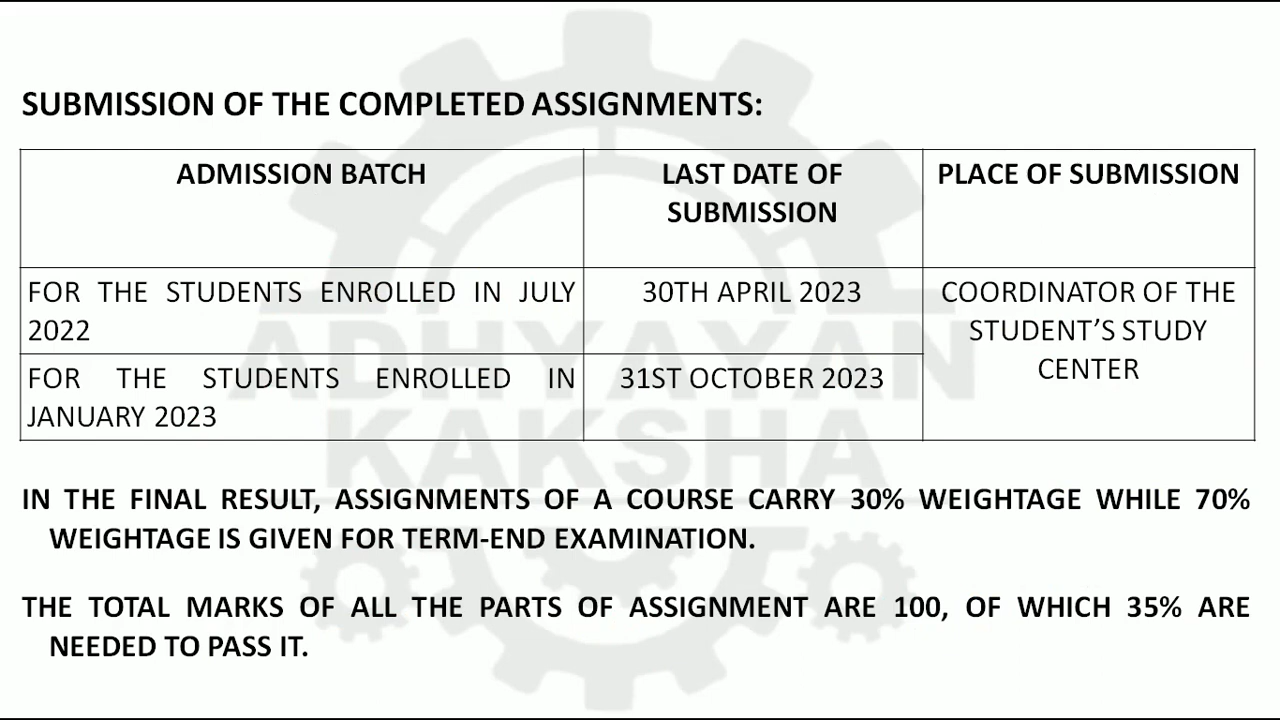 SUBMISSION OF THE COMPLETED ASSIGNMENTS:
ADMISSION BATCH
LAST DATE OF
SUBMISSION
PLACE OF SUBMISSION
FOR THE STUDENTS ENROLLED IN JULY
2022
30TH APRIL 2023
COORDINATOR OF THE
STUDENT’S STUDY
CENTER
FOR THE STUDENTS ENROLLED IN
JANUARY 2023
31ST OCTOBER 2023
ADHYAYAN
KAKSHA
IN THE FINAL RESULT, ASSIGNMENTS OF A COURSE CARRY 30% WEIGHTAGE WHILE 70%
WEIGHTAGE IS GIVEN FOR TERM-END EXAMINATION.
THE TOTAL MARKS OF ALL THE PARTS OF ASSIGNMENT ARE 100, OF WHICH 35% ARE
NEEDED TO PASS IT.